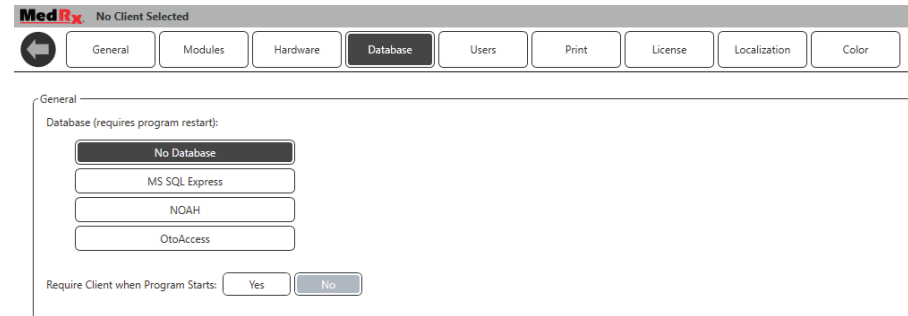 MedRx. No Client Selected
General Modules Hardware Database Users Print License Localization Color
General
Database (requires program restart):
No Database
MS SQL Express
NOAH
OtoAccess
Require Client when Program Starts: Yes No